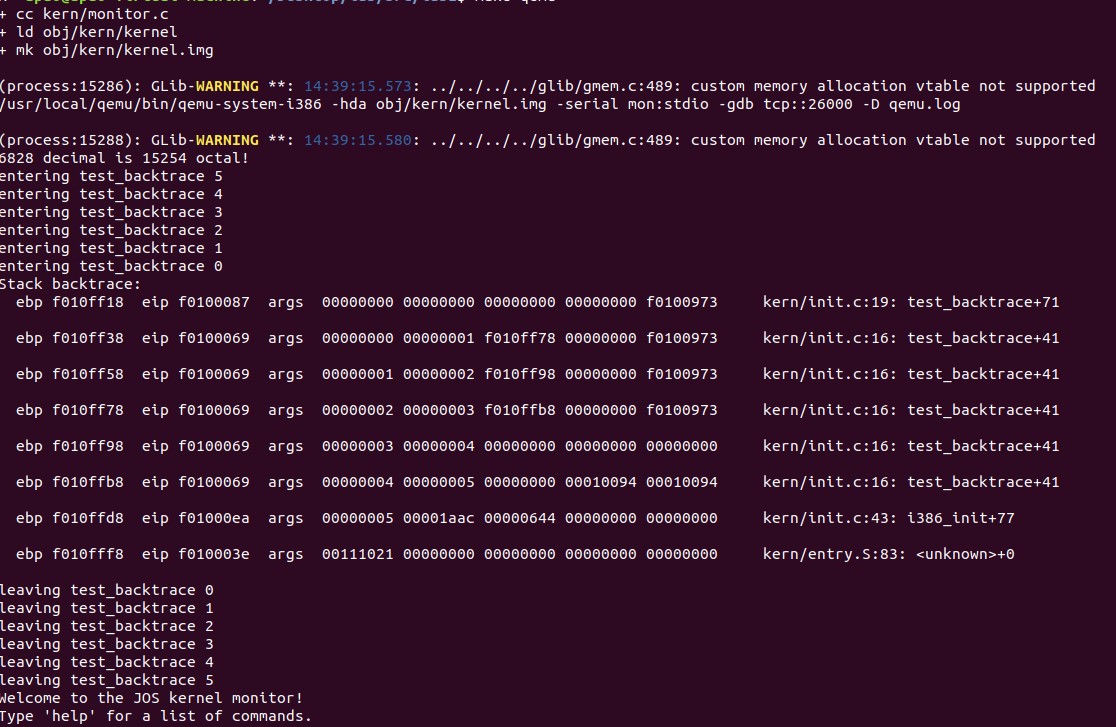 + cc kern/monitor.c
+ ld obj/kern/kernel
+ mk obj/kern/kernel.img
(process:15286): GLib-WARNING **: 14:39:15.573: ../../../../glib/gmem.c:489: custom memory allocation vtable not supported
/usr/local/qemu/bin/qemu-system-i386 -hda obj/kern/kernel.img -serial mon:stdio -gdb tcp::26000 -D qemu.log
(process:15288): GLib-WARNING **: 14:39:15.580: ../../../../glib/gmem.c:489: custom memory allocation vtable not supported
6828 decimal is 15254 octal!
entering test_backtrace 5
entering test_backtrace 4
entering test_backtrace 3
entering test_backtrace 2
entering test_backtrace 1
entering test_backtrace 0
Stack backtrace:
ebp f010ff18 eip f0100087 args 00000000 00000000 00000000 00000000 f0100973 kern/init.c:19: test_backtrace+71
ebp f010ff38 eip f0100069 args 00000000 00000001 f010ff78 00000000 f0100973 kern/init.c:16: test_backtrace+41
ebp f010ff58 eip f0100069 args 00000001 00000002 f010ff98 00000000 f0100973 kern/init.c:16: test_backtrace+41
ebp f010ff78 eip f0100069 args 00000002 00000003 f010ffb8 00000000 f0100973 kern/init.c:16: test_backtrace+41
ebp f010ff98 eip f0100069 args 00000003 00000004 00000000 00000000 00000000 kern/init.c:16: test_backtrace+41
ebp f010ffb8 eip f0100069 args 00000004 00000005 00000000 00010094 00010094 kern/init.c:16: test_backtrace+41
ebp f010ffd8 eip f01000ea args 00000005 00001aac 00000644 00000000 00000000 kern/init.c:43: i386_init+77
ebp f010fff8 eip f010003e args 00111021 00000000 00000000 00000000 00000000 kern/entry.S:83: <unknown>+0
leaving test_backtrace 0
leaving test_backtrace 1
leaving test_backtrace 2
leaving test_backtrace 3
leaving test_backtrace 4
leaving test_backtrace 5
Welcome to the JOS kernel monitor!
Type 'help' for a list of commands.